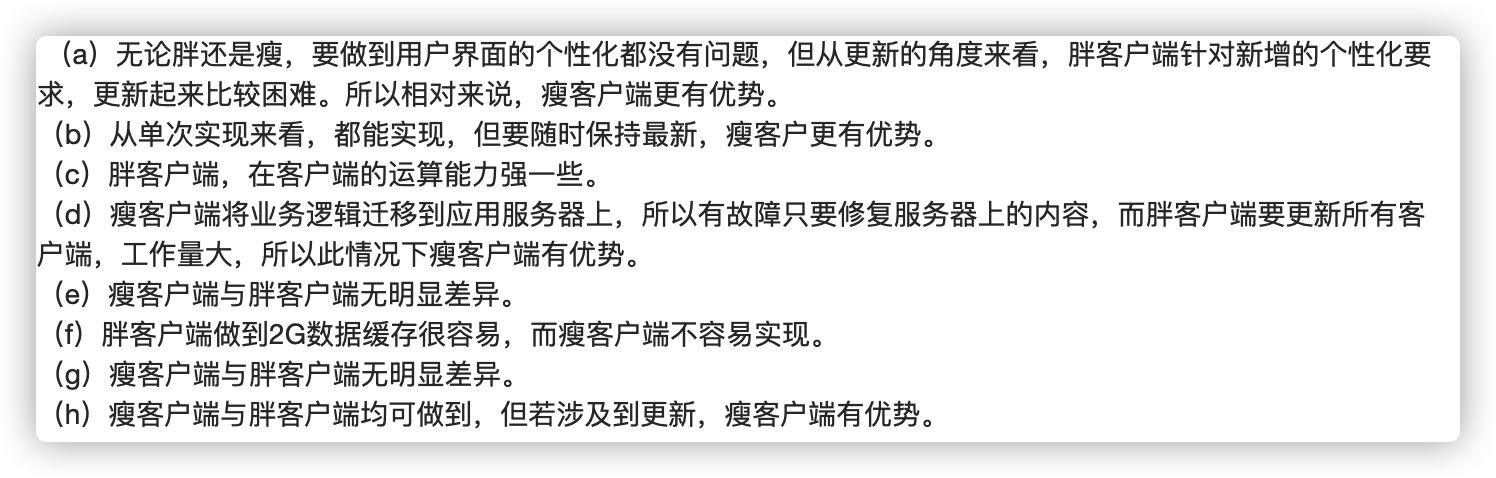 （a）无论胖还是瘦，要做到用户界面的个性化都没有问题，但从更新的角度来看，胖客户端针对新增的个性化要
求，更新起来比较困难。所以相对来说，瘦客户端更有优势。
（b）从单次实现来看，都能实现，但要随时保持最新，瘦客户更有优势。
（c）胖客户端，在客户端的运算能力强一些。
（d）瘦客户端将业务逻辑迁移到应用服务器上，所以有故障只要修复服务器上的内容，而胖客户端要更新所有客
户端，工作量大，所以此情况下瘦客户端有优势。
（e）瘦客户端与胖客户端无明显差异。
（f）胖客户端做到2G数据缓存很容易，而瘦客户端不容易实现。
（g）瘦客户端与胖客户端无明显差异。
（h）瘦客户端与胖客户端均可做到，但若涉及到更新，瘦客户端有优势。